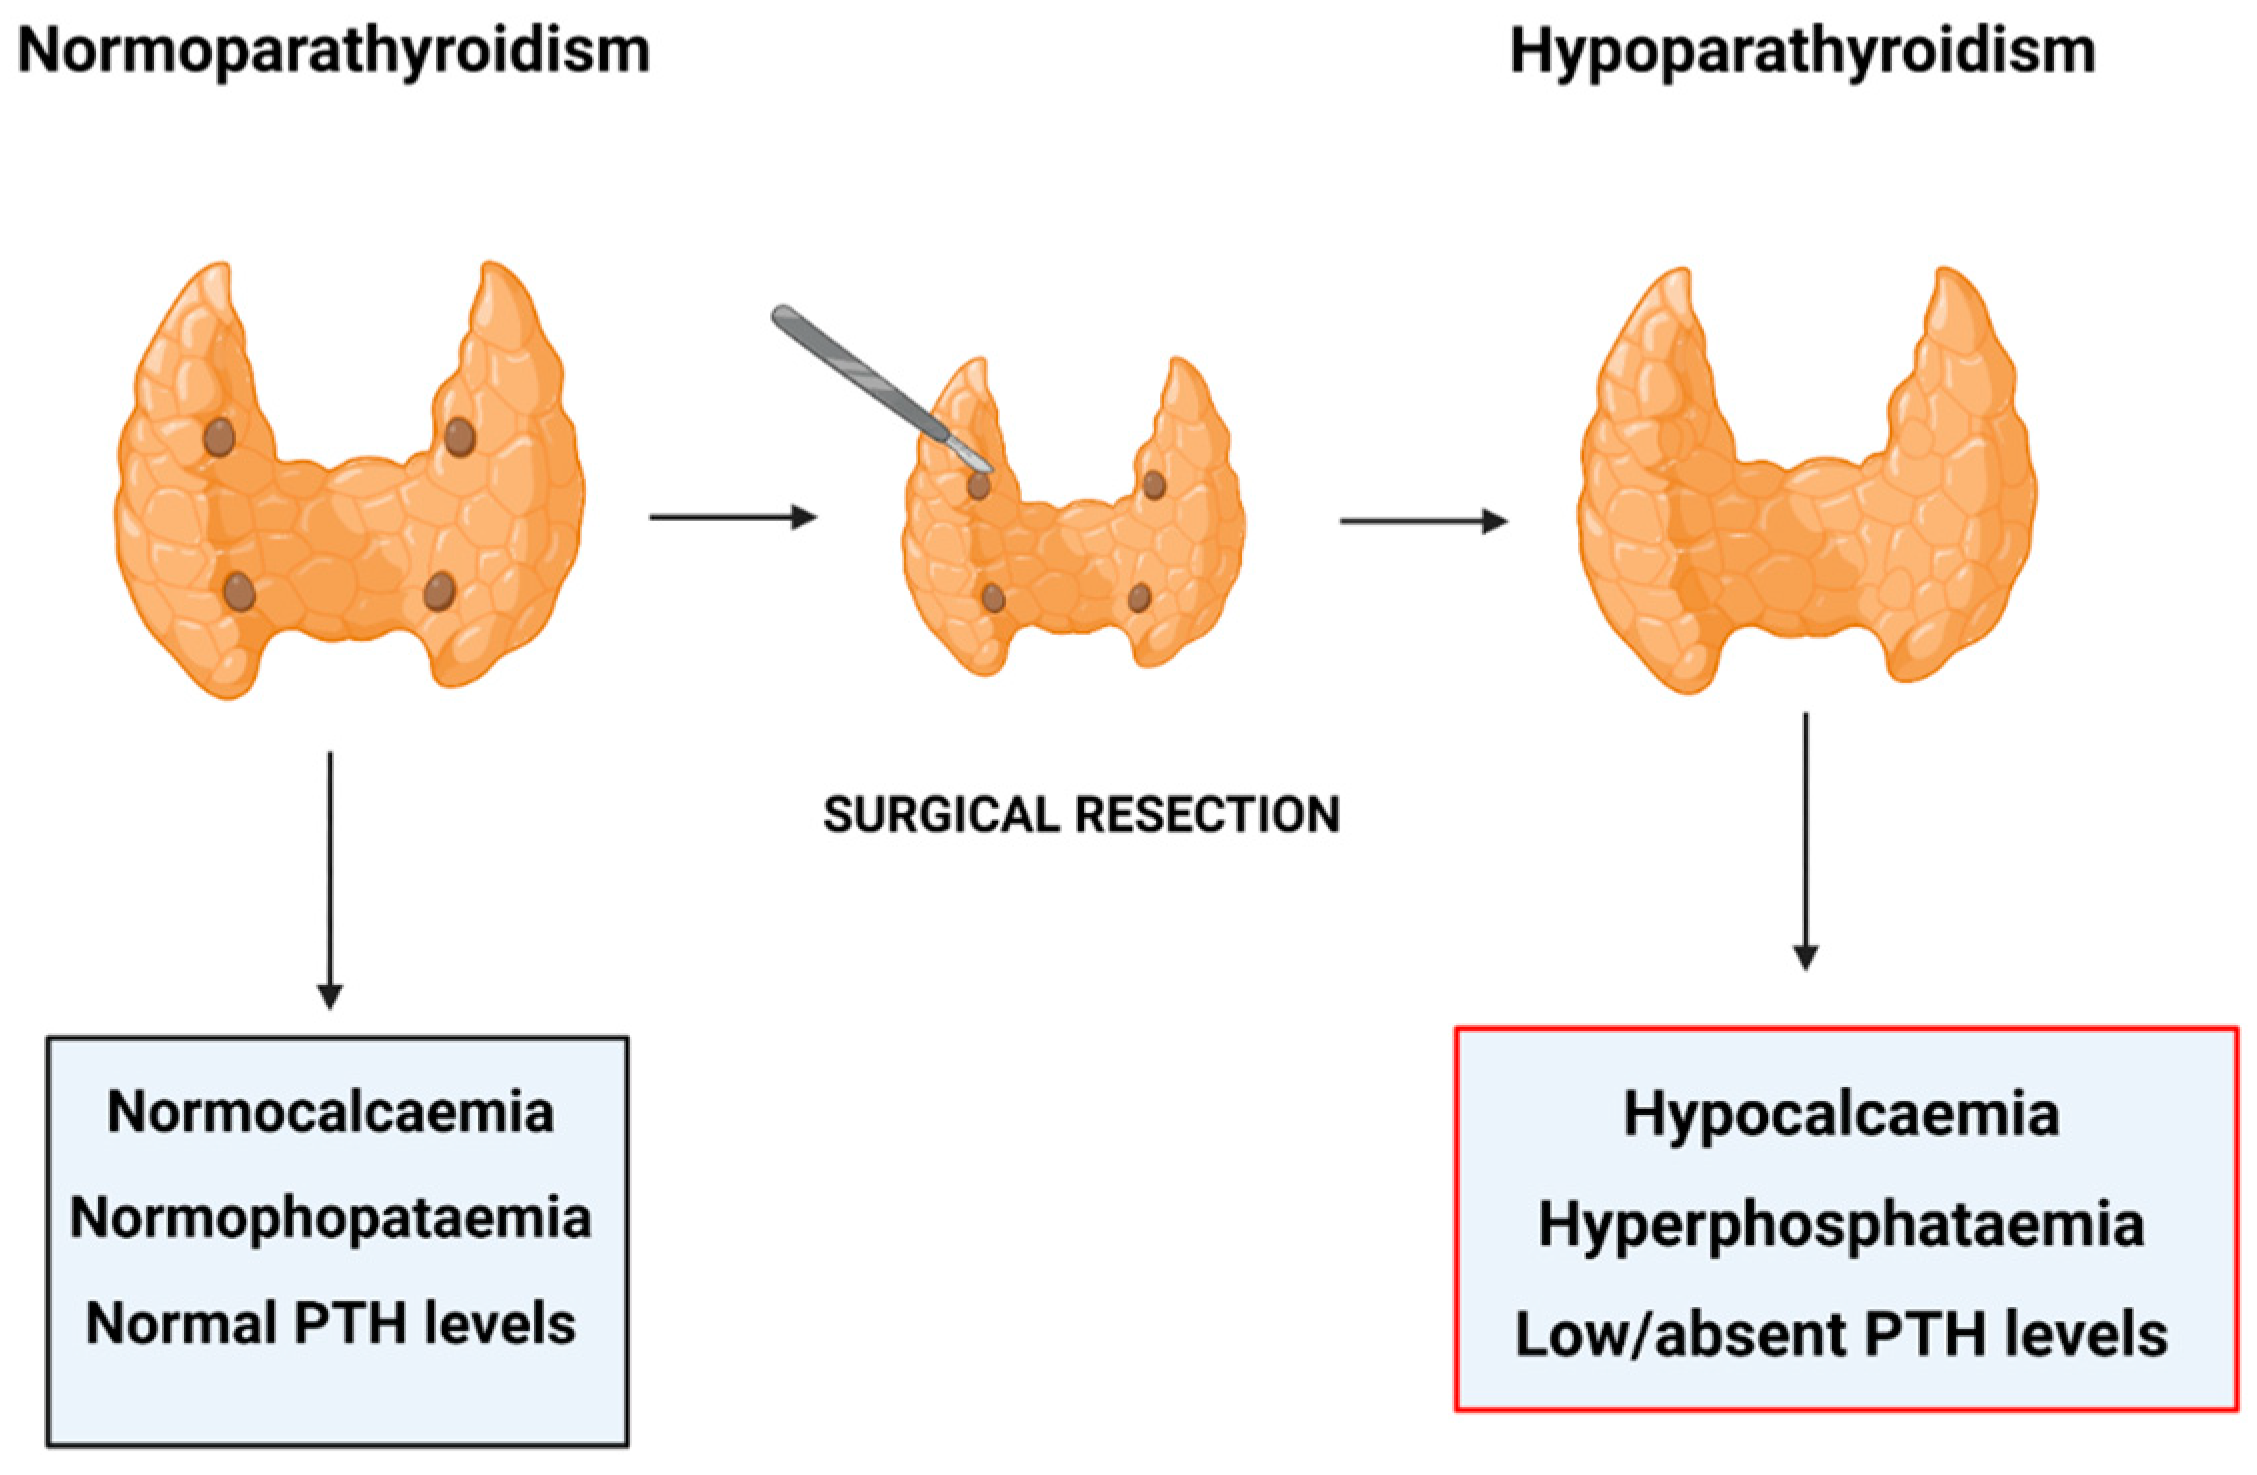 Normoparathyroidism
Hypoparathyroidism
SURGICAL RESECTION
Normocalcaemia
Normophopataemia
Normal PTH levels
Hypocalcaemia
Hyperphosphataemia
Low/absent PTH levels